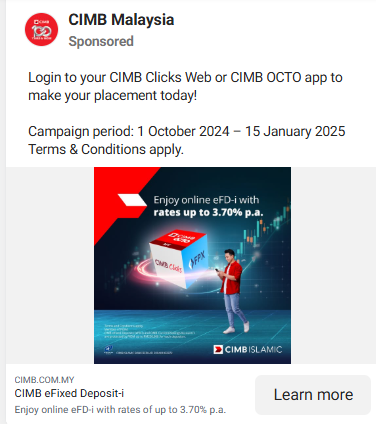 CIMB Malaysia
Sponsored
Login to your CIMB Clicks Web or CIMB OCTO app to
make your placement today!
Campaign period: 1 October 2024 – 15 January 2025
Terms & Conditions apply.
Enjoy online eFD-i with
rates up to 3.70% p.a.
CIMB
OCTO
CIMB Clicks
FPX
CIMB ISLAMIC
CIMB.COM.MY
CIMB eFixed Deposit-i
Enjoy online eFD-i with rates of up to 3.70% p.a.
Learn more